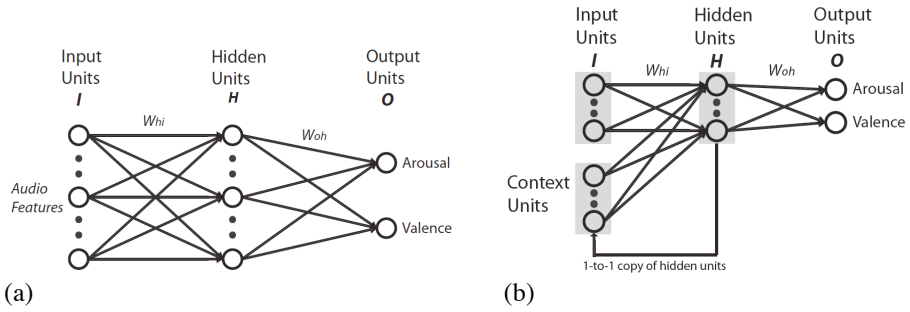 Input
Units
I
Hidden
Units
H
Output
Units
O
Whi
Woh
Audio
Features
Arousal
Valence
(a)
Input
Units
I
Hidden
Units
H
Output
Units
O
Whi
Woh
Arousal
Valence
Context
Units
1-to-1 copy of hidden units
(b)